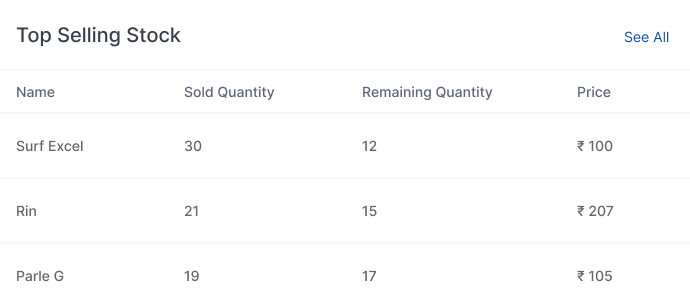 Top Selling Stock
See All
Name Sold Quantity Remaining Quantity Price
Surf Excel 30 12 ₹ 100
Rin 21 15 ₹ 207
Parle G 19 17 ₹ 105